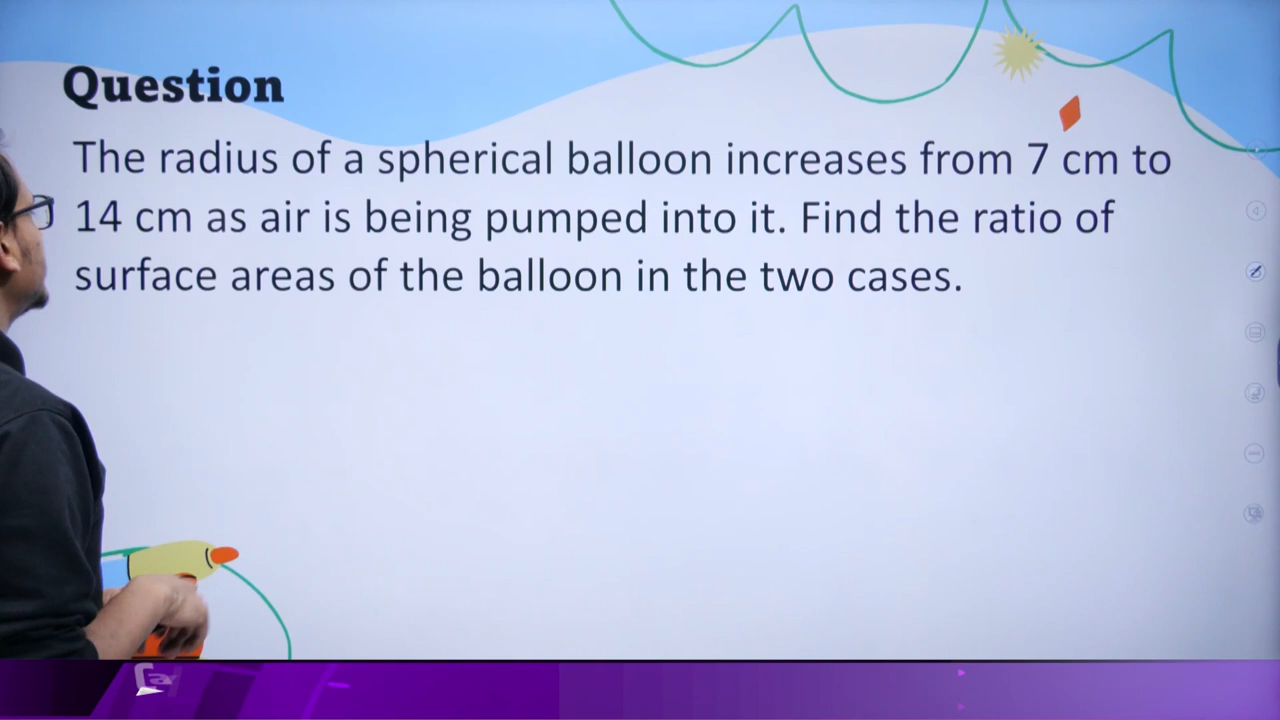 Question
The radius of a spherical balloon increases from 7 cm to
14 cm as air is being pumped into it. Find the ratio of
surface areas of the balloon in the two cases.